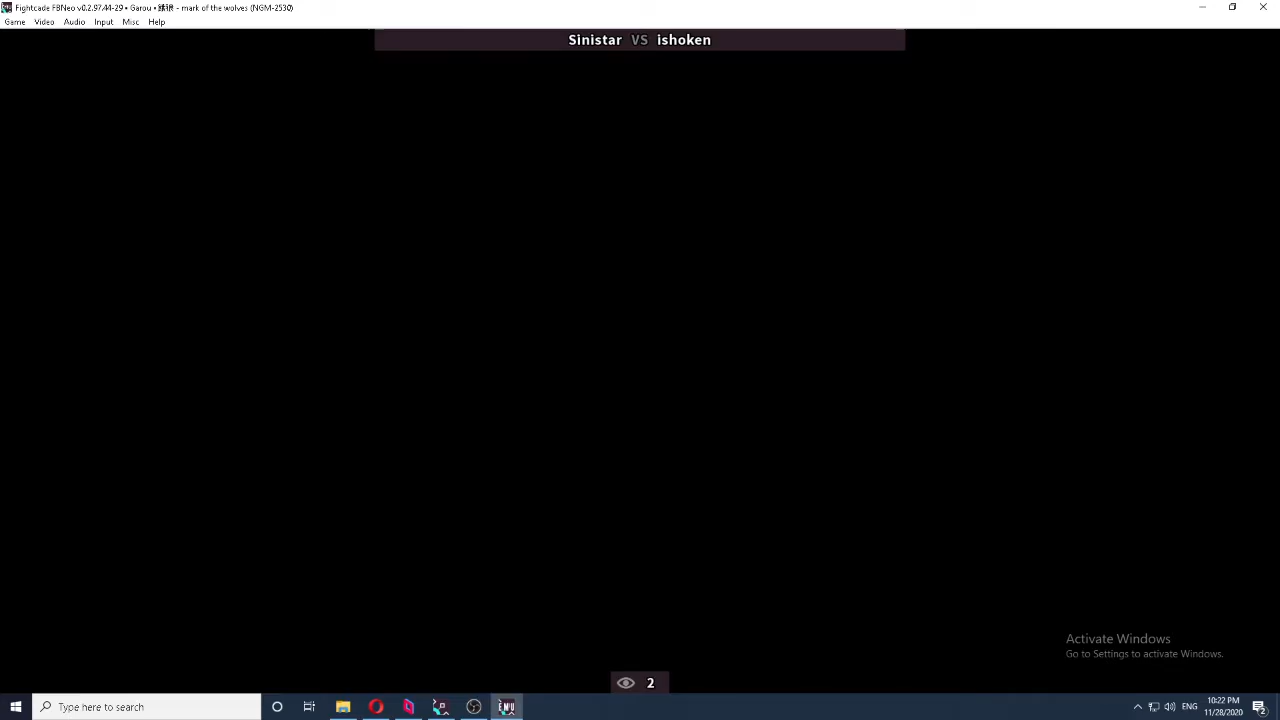 Fightcade FBNeo v0.2.97.44-29 • Garou • 餓狼 - mark of the wolves (NGM-2530)
Game Video Audio Input Misc Help
Sinistar VS ishoken
Activate Windows
Go to Settings to activate Windows.
2
Type here to search
EMU
ENG
10:22 PM
11/28/2020
2